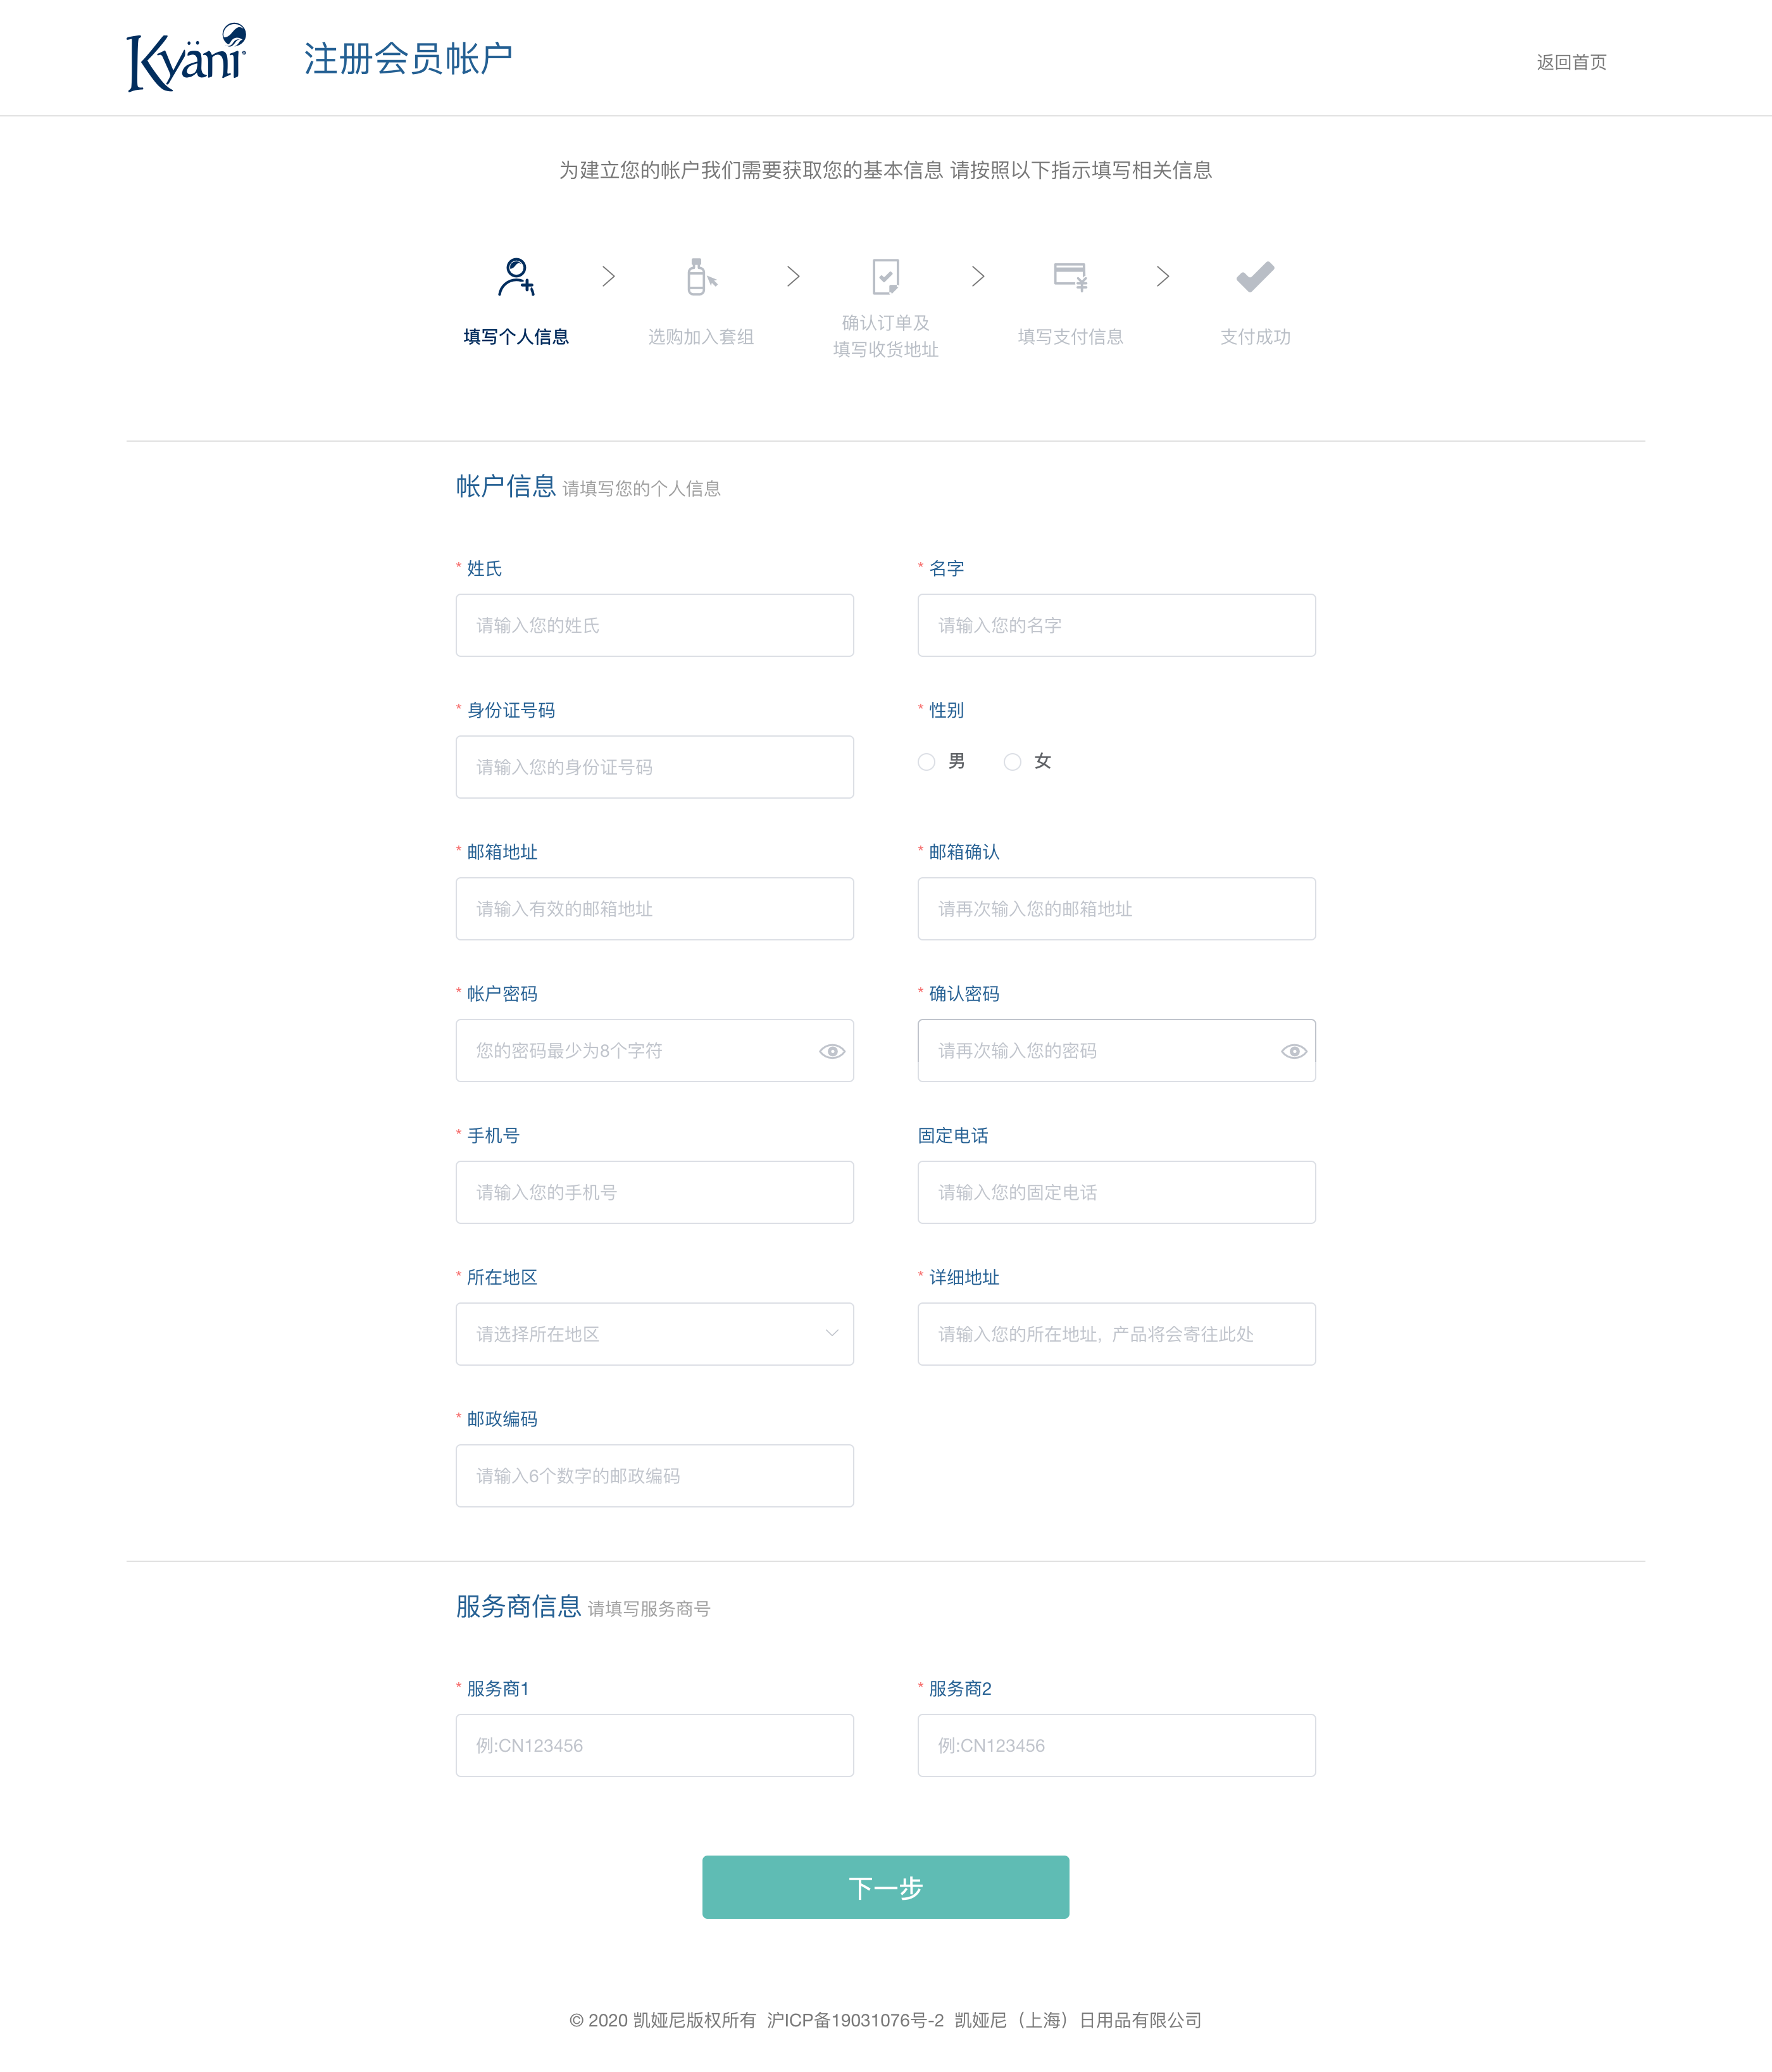 Kyäni
注册会员帐户
返回首页
为建立您的帐户我们需要获取您的基本信息 请按照以下指示填写相关信息
填写个人信息
选购加入套组
确认订单及
填写收货地址
填写支付信息
支付成功
帐户信息 请填写您的个人信息
* 姓氏
* 名字
请输入您的姓氏
请输入您的名字
* 身份证号码
* 性别
请输入您的身份证号码
男 女
* 邮箱地址
* 邮箱确认
请输入有效的邮箱地址
请再次输入您的邮箱地址
* 帐户密码
* 确认密码
您的密码最少为8个字符
请再次输入您的密码
* 手机号
固定电话
请输入您的手机号
请输入您的固定电话
* 所在地区
* 详细地址
请选择所在地区
请输入您的所在地址,产品将会寄往此处
* 邮政编码
请输入6个数字的邮政编码
服务商信息 请填写服务商号
* 服务商1
* 服务商2
例:CN123456
例:CN123456
下一步
© 2020 凯娅尼版权所有 沪ICP备19031076号-2 凯娅尼（上海）日用品有限公司